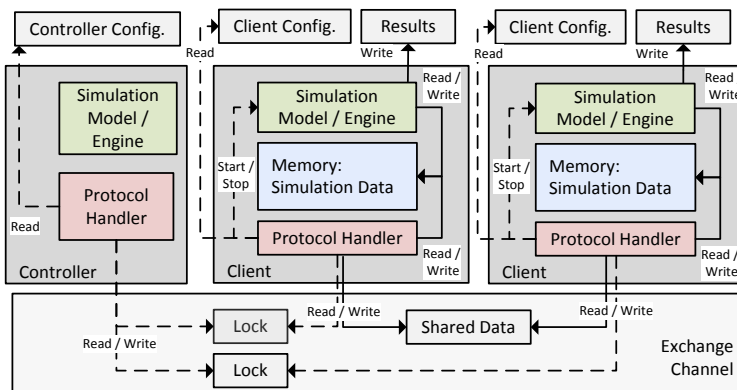 Controller Config.
Client Config.
Results
Client Config.
Results
Read
Write
Read
Write
Read /
Write
Read /
Write
Simulation
Model /
Engine
Simulation
Model / Engine
Simulation
Model / Engine
Memory:
Simulation Data
Memory:
Simulation Data
Start /
Stop
Start /
Stop
Protocol
Handler
Read
Protocol Handler
Protocol Handler
Read /
Write
Read /
Write
Controller
Client
Client
Read / Write
Read / Write
Lock
Shared Data
Read / Write
Lock
Exchange
Channel